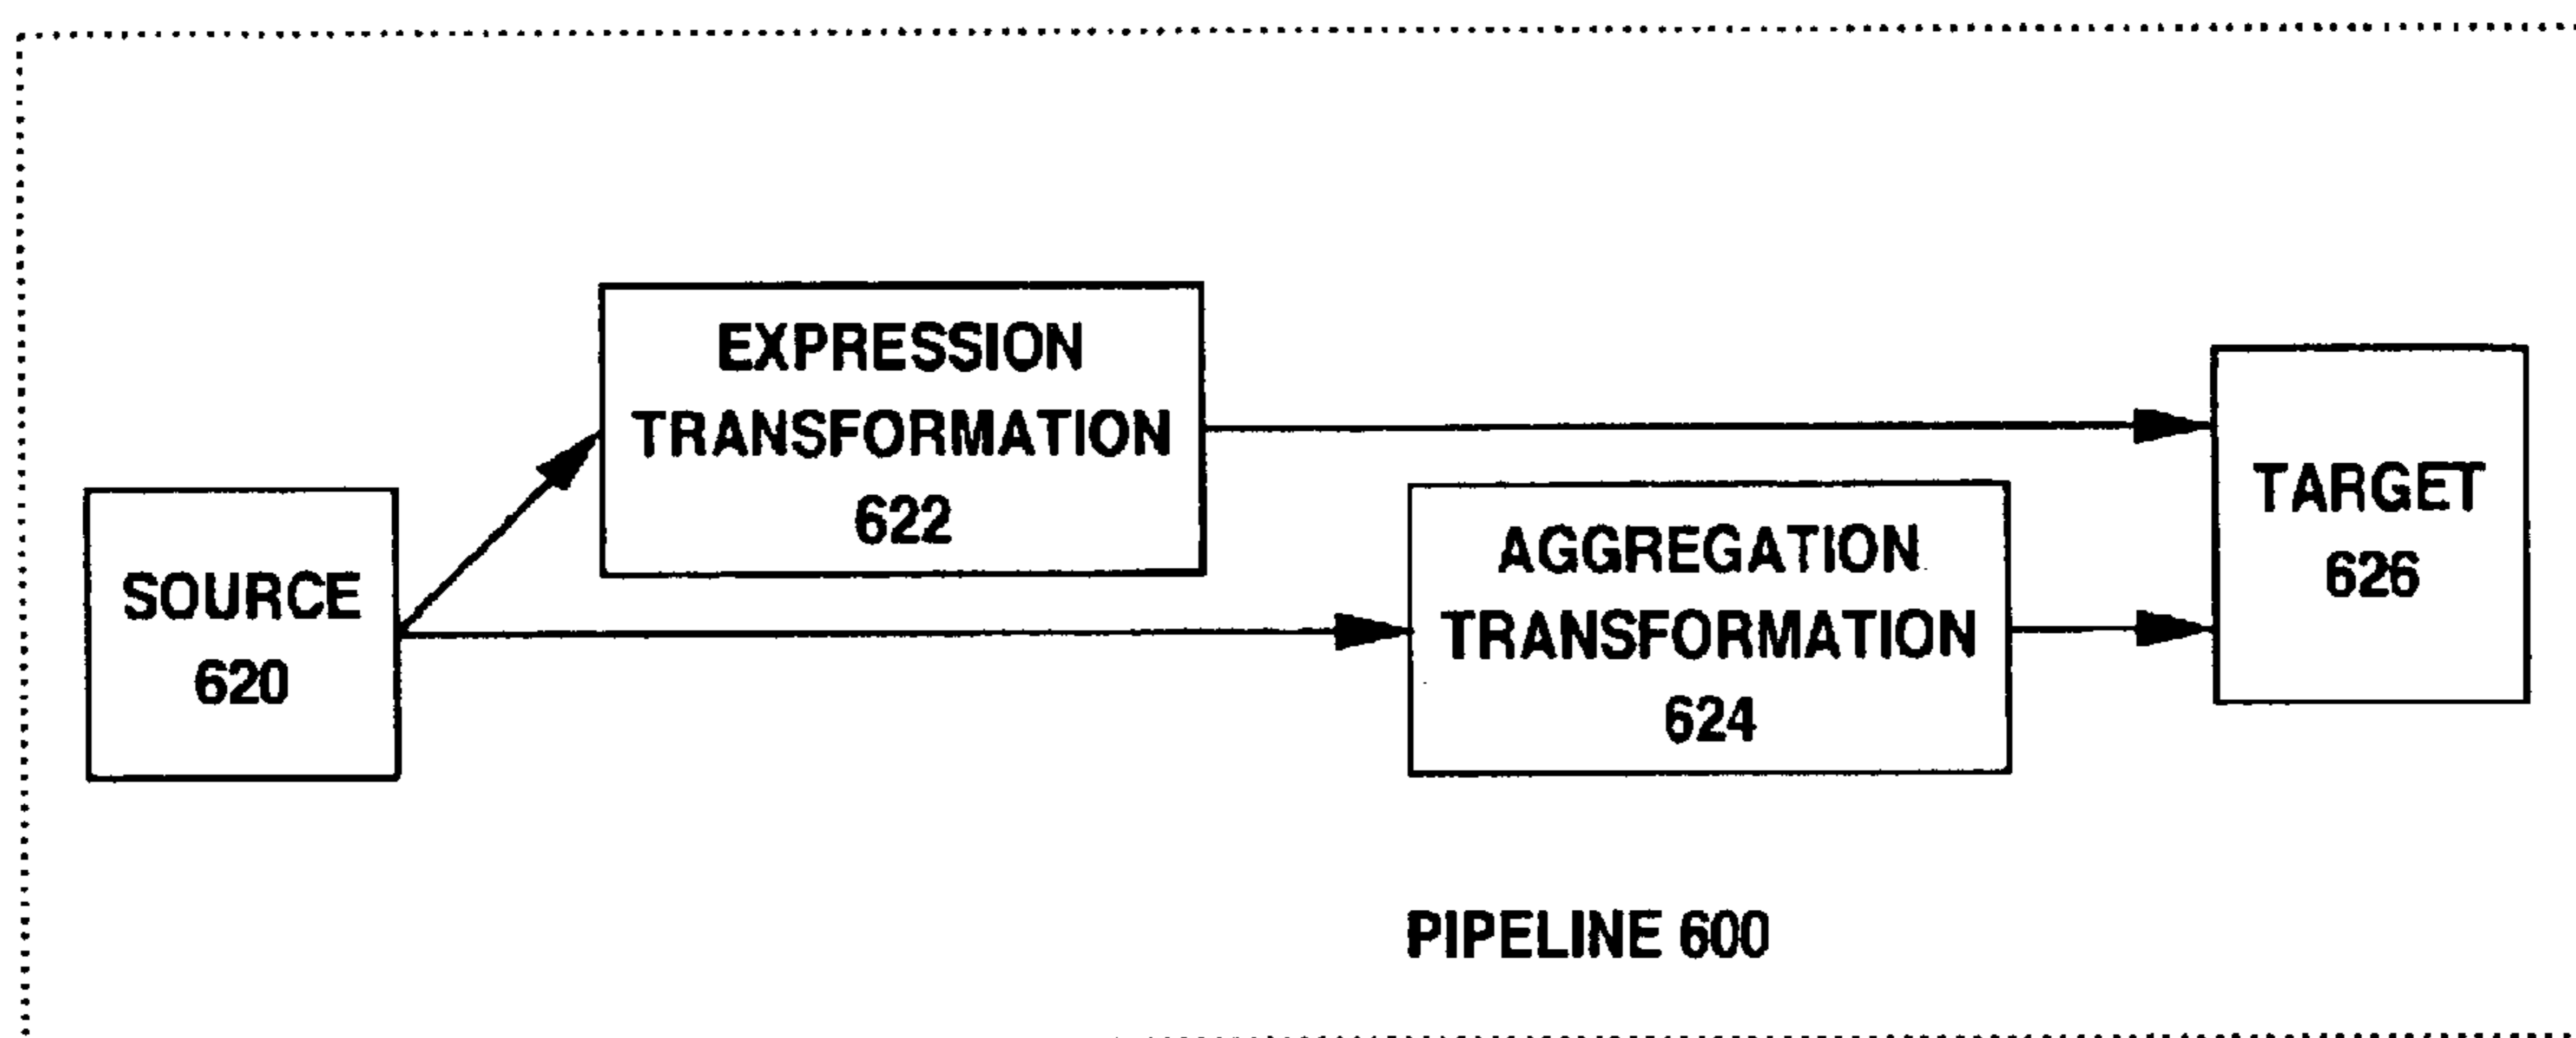 EXPRESSION
TRANSFORMATION
622
SOURCE
620
AGGREGATION
TRANSFORMATION
624
TARGET
626
PIPELINE 600